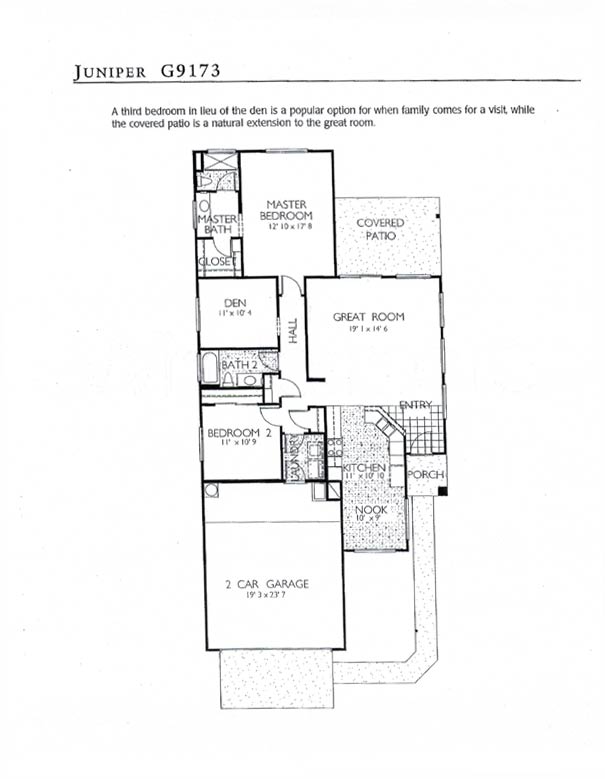 JUNIPER G9173
A third bedroom in lieu of the den is a popular option for when family comes for a visit, while
the covered patio is a natural extension to the great room.
MASTER
BEDROOM
12' 10 x 17' 8
COVERED
PATIO
MASTER
BATH
CLOSET
DEN
11' x 10' 4
HALL
GREAT ROOM
19' 1 x 14' 6
BATH 2
ENTRY
BEDROOM 2
11' x 10' 9
LAUNDRY
KITCHEN
11' x 10' 10
PORCH
NOOK
10' x 9'
2 CAR GARAGE
19' 3 x 23' 7